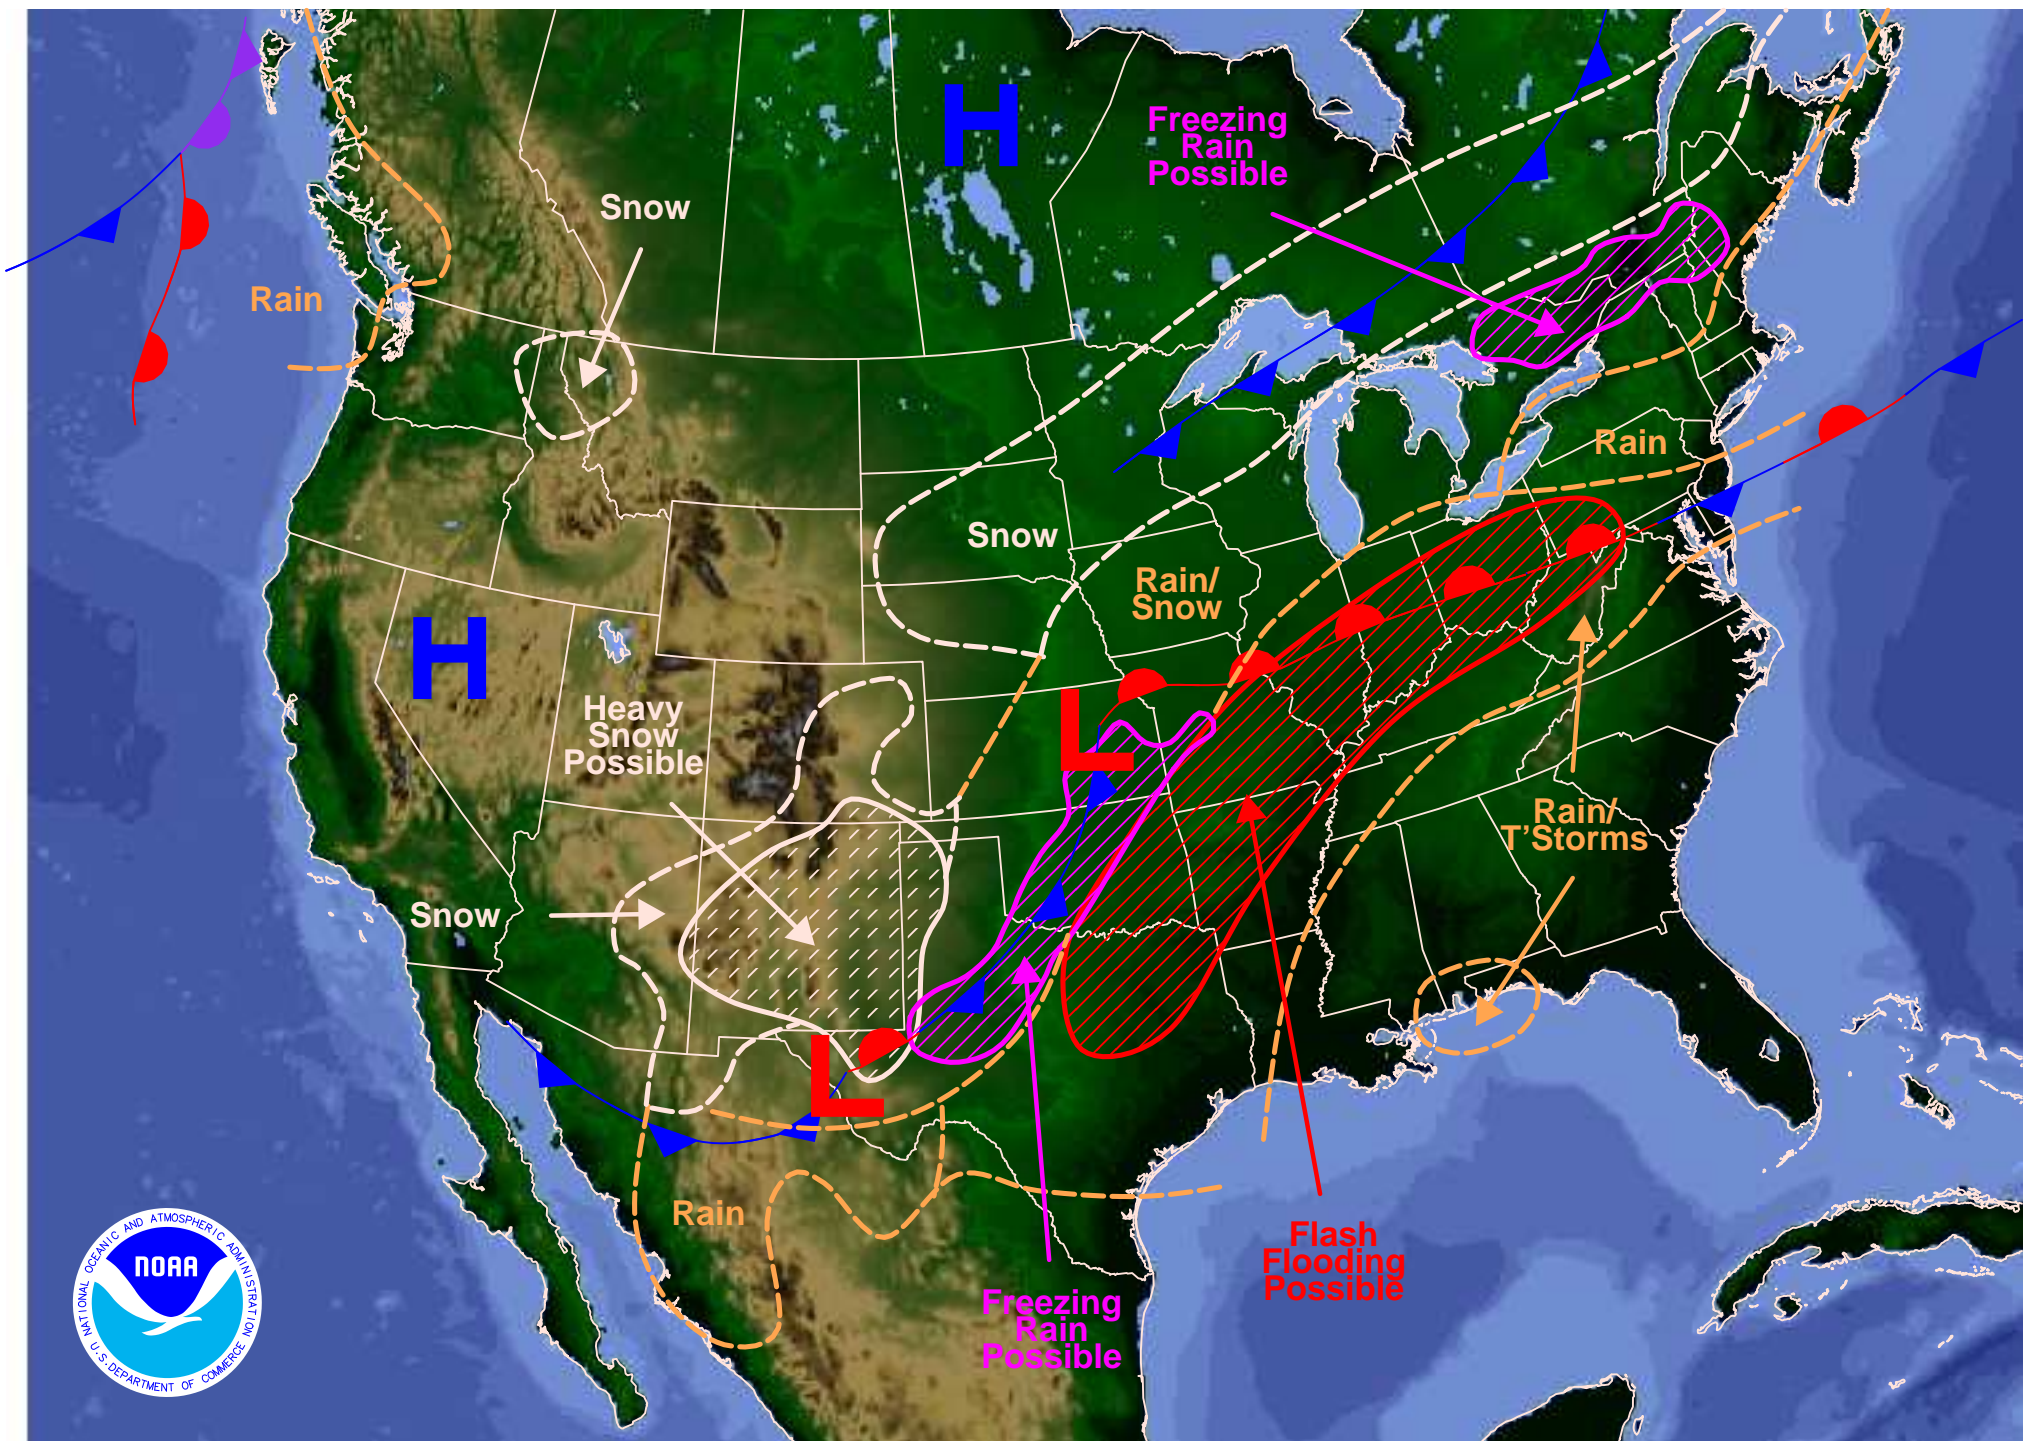 H
Freezing
Rain
Possible
Snow
Rain
Rain
Snow
Rain/
Snow
H
Heavy
Snow
Possible
L
Rain/
T'Storms
Snow
L
Rain
Flash
Flooding
Possible
Freezing
Rain
Possible
NATIONAL OCEANIC AND ATMOSPHERIC ADMINISTRATION
NOAA
U.S. DEPARTMENT OF COMMERCE